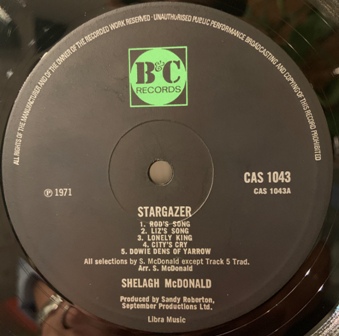 ALL RIGHTS OF THE MANUFACTURER AND OF THE OWNER OF THE RECORDED WORK RESERVED · UNAUTHORISED PUBLIC PERFORMANCE BROADCASTING AND COPYING OF THIS RECORD PROHIBITED
B&C
RECORDS
CAS 1043
CAS 1043A
℗ 1971
STARGAZER
1. ROD'S SONG
2. LIZ'S SONG
3. LONELY KING
4. CITY'S CRY
5. DOWIE DENS OF YARROW
All selections by S. McDonald except Track 5 Trad.
Arr. S. McDonald
SHELAGH McDONALD
Produced by Sandy Roberton,
September Productions Ltd.
Libra Music